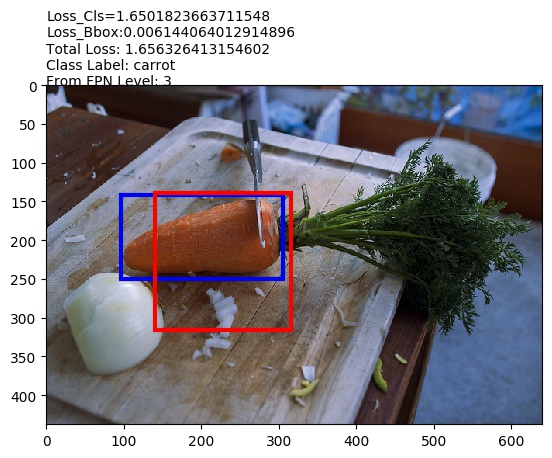 Loss_Cls=1.6501823663711548
Loss_Bbox:0.006144064012914896
Total Loss: 1.656326413154602
Class Label: carrot
From FPN Level: 3
0
50
100
150
200
250
300
350
400
0 100 200 300 400 500 600